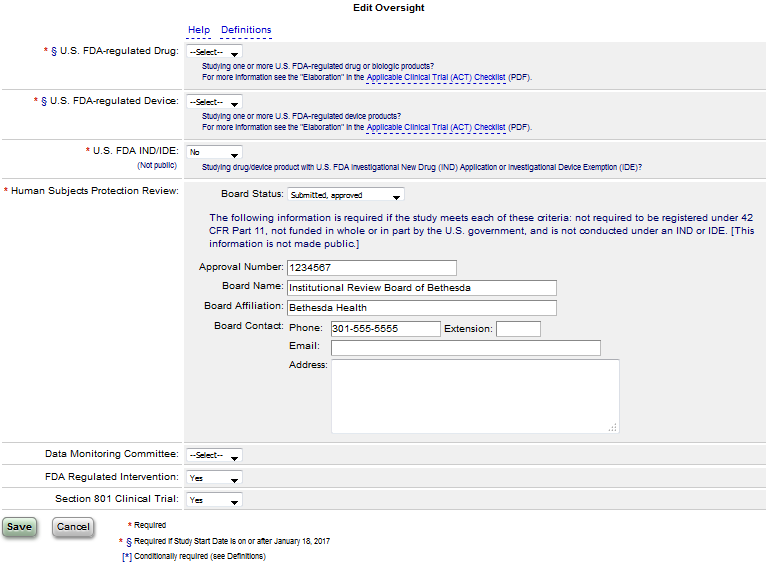 Edit Oversight
Help Definitions
* § U.S. FDA-regulated Drug: --Select--
Studying one or more U.S. FDA-regulated drug or biologic products?
For more information see the "Elaboration" in the Applicable Clinical Trial (ACT) Checklist (PDF).
* § U.S. FDA-regulated Device: --Select--
Studying one or more U.S. FDA-regulated device products?
For more information see the "Elaboration" in the Applicable Clinical Trial (ACT) Checklist (PDF).
* U.S. FDA IND/IDE: No
(Not public) Studying drug/device product with U.S. FDA Investigational New Drug (IND) Application or Investigational Device Exemption (IDE)?
* Human Subjects Protection Review: Board Status: Submitted, approved
The following information is required if the study meets each of these criteria: not required to be registered under 42
CFR Part 11, not funded in whole or in part by the U.S. government, and is not conducted under an IND or IDE. [This
information is not made public.]
Approval Number: 1234567
Board Name: Institutional Review Board of Bethesda
Board Affiliation: Bethesda Health
Board Contact: Phone: 301-555-5555 Extension:
Email:
Address:
Data Monitoring Committee: --Select--
FDA Regulated Intervention: Yes
Section 801 Clinical Trial: Yes
Save Cancel * Required
* § Required if Study Start Date is on or after January 18, 2017
[*] Conditionally required (see Definitions)